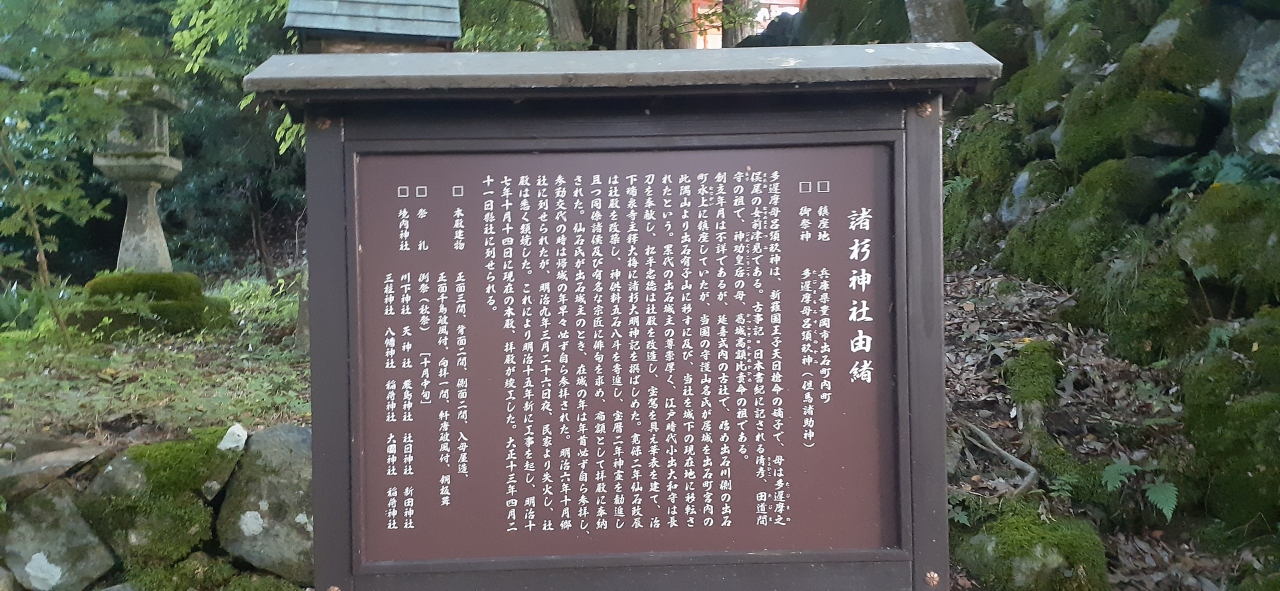 諸杉神社由緒
□ 鎮座地 兵庫県豊岡市出石町内町
□ 御祭神 多遅摩母呂須玖神（但馬諸助神）
多遅摩母呂須玖神は、新羅国王子天日槍命の嫡子で、母は多遅摩之
俣尾の女前津見である。古事記・日本書紀に記される清彦、田道間
守の祖で、神功皇后の母、葛城高額比売命の祖である。
創立年月は不詳であるが、延喜式内の古社で、初め出石川側の出石
町水上に鎮座していたが、当国の守護山名氏が居城を出石町宮内の
此隅山より出石有子山に移すに及び、当社を城下の現在地に移転さ
れたという。累代の出石城主の尊崇厚く、江戸時代小出大和守は長
刀を奉献し、松平忠徳は社殿を改造し、宝鳶を具え華表を建て、沽
下瑞泉寺主釋大梅に諸杉大明神記を撰ばしめた。寛保二年仙石政辰
は社殿を改築し、神供料五石八斗を寄進し、宝暦二年神霊を勧進し
且つ同僚諸侯及び有名な宗匠に俳句を求め、扁額として拝殿に奉納
された。仙石氏が出石城主のとき、在城の年は年首必ず自ら参拝し、
参勤交代の時は帰城の年早々必ず自ら参拝された。明治六年十月郷
社に列せられたが、明治九年三月二十六日夜、民家より失火し、社
殿は悉く類焼した。これにより明治十五年新に工事を起し、明治十
七年十月十四日に現在の本殿、拝殿が竣工した。大正十三年四月二
十一日縣社に列せられる。
□ 本殿建物 正面三間、背面二間、側面二間、入母屋造、
正面千鳥破風付、向拝一間、軒唐破風付、銅板葺
□ 祭 礼 例祭（秋祭）［十月中旬］
□ 境内神社 川下神社 天神社 厳島神社 社日神社 新田神社
三柱神社 八幡神社 稲荷神社 大國神社 稲荷神社